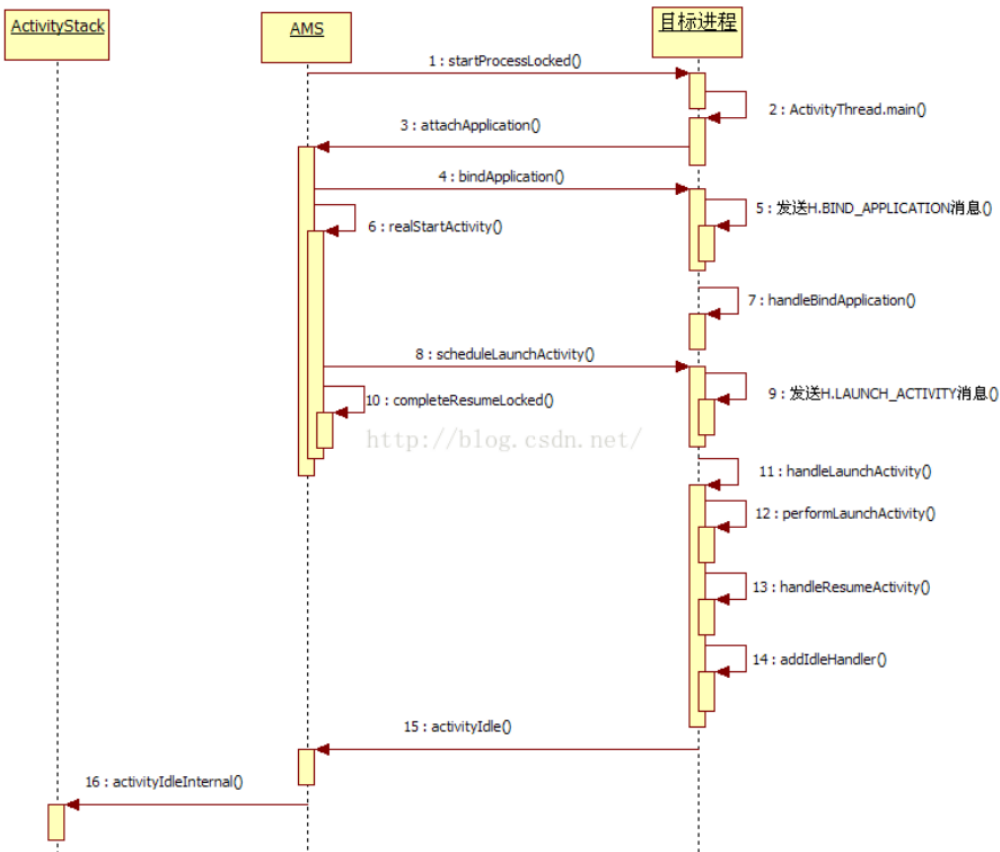 ActivityStack
AMS
目标进程
1 : startProcessLocked()
2 : ActivityThread.main()
3 : attachApplication()
4 : bindApplication()
5 : 发送H.BIND_APPLICATION消息()
6 : realStartActivity()
7 : handleBindApplication()
8 : scheduleLaunchActivity()
9 : 发送H.LAUNCH_ACTIVITY消息()
10 : completeResumeLocked()
http://blog.csdn.net/
11 : handleLaunchActivity()
12 : performLaunchActivity()
13 : handleResumeActivity()
14 : addIdleHandler()
15 : activityIdle()
16 : activityIdleInternal()